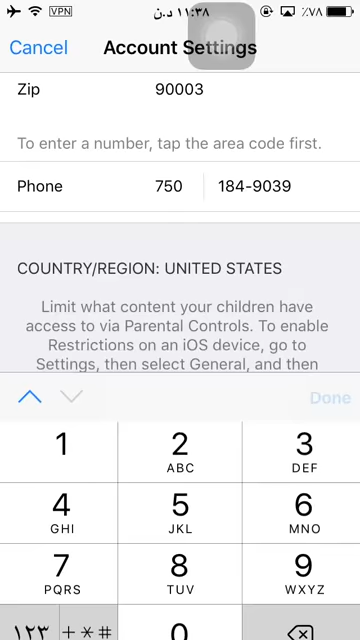 VPN
١١:٣٨ د.ن
٪٧٨
Cancel
Account Settings
Zip 90003
To enter a number, tap the area code first.
Phone 750 184-9039
COUNTRY/REGION: UNITED STATES
Limit what content your children have
access to via Parental Controls. To enable
Restrictions on an iOS device, go to
Settings, then select General, and then
Done
1 2 3
ABC DEF
4 5 6
GHI JKL MNO
7 8 9
PQRS TUV WXYZ
١٢٣ +*# 0